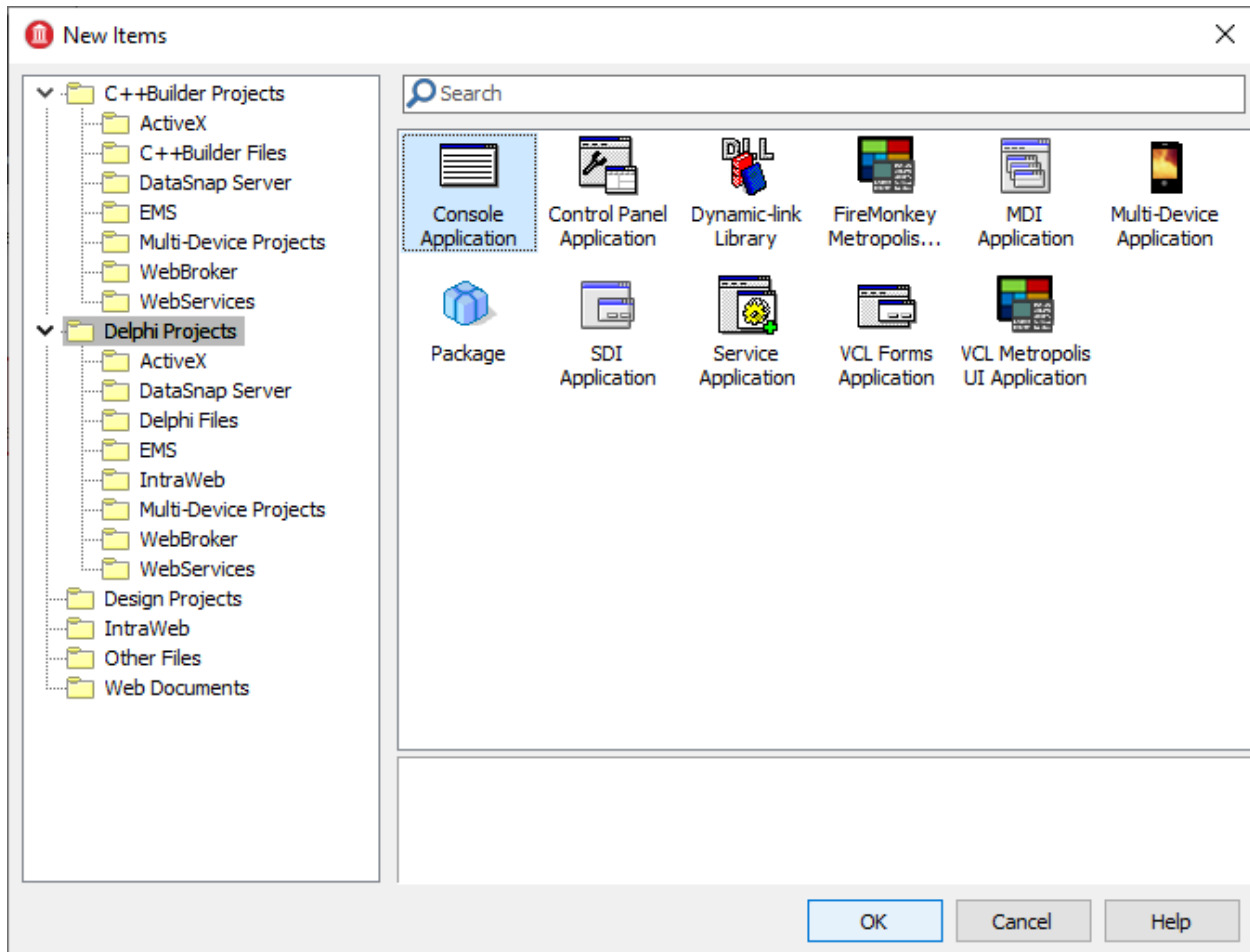 New Items
C++Builder Projects
ActiveX
C++Builder Files
DataSnap Server
EMS
Multi-Device Projects
WebBroker
WebServices
Delphi Projects
ActiveX
DataSnap Server
Delphi Files
EMS
IntraWeb
Multi-Device Projects
WebBroker
WebServices
Design Projects
IntraWeb
Other Files
Web Documents
Search
Console
Application
Control Panel
Application
DLL
Dynamic-link
Library
FireMonkey
Metropolis...
MDI
Application
Multi-Device
Application
Package
SDI
Application
Service
Application
VCL Forms
Application
VCL Metropolis
UI Application
OK
Cancel
Help